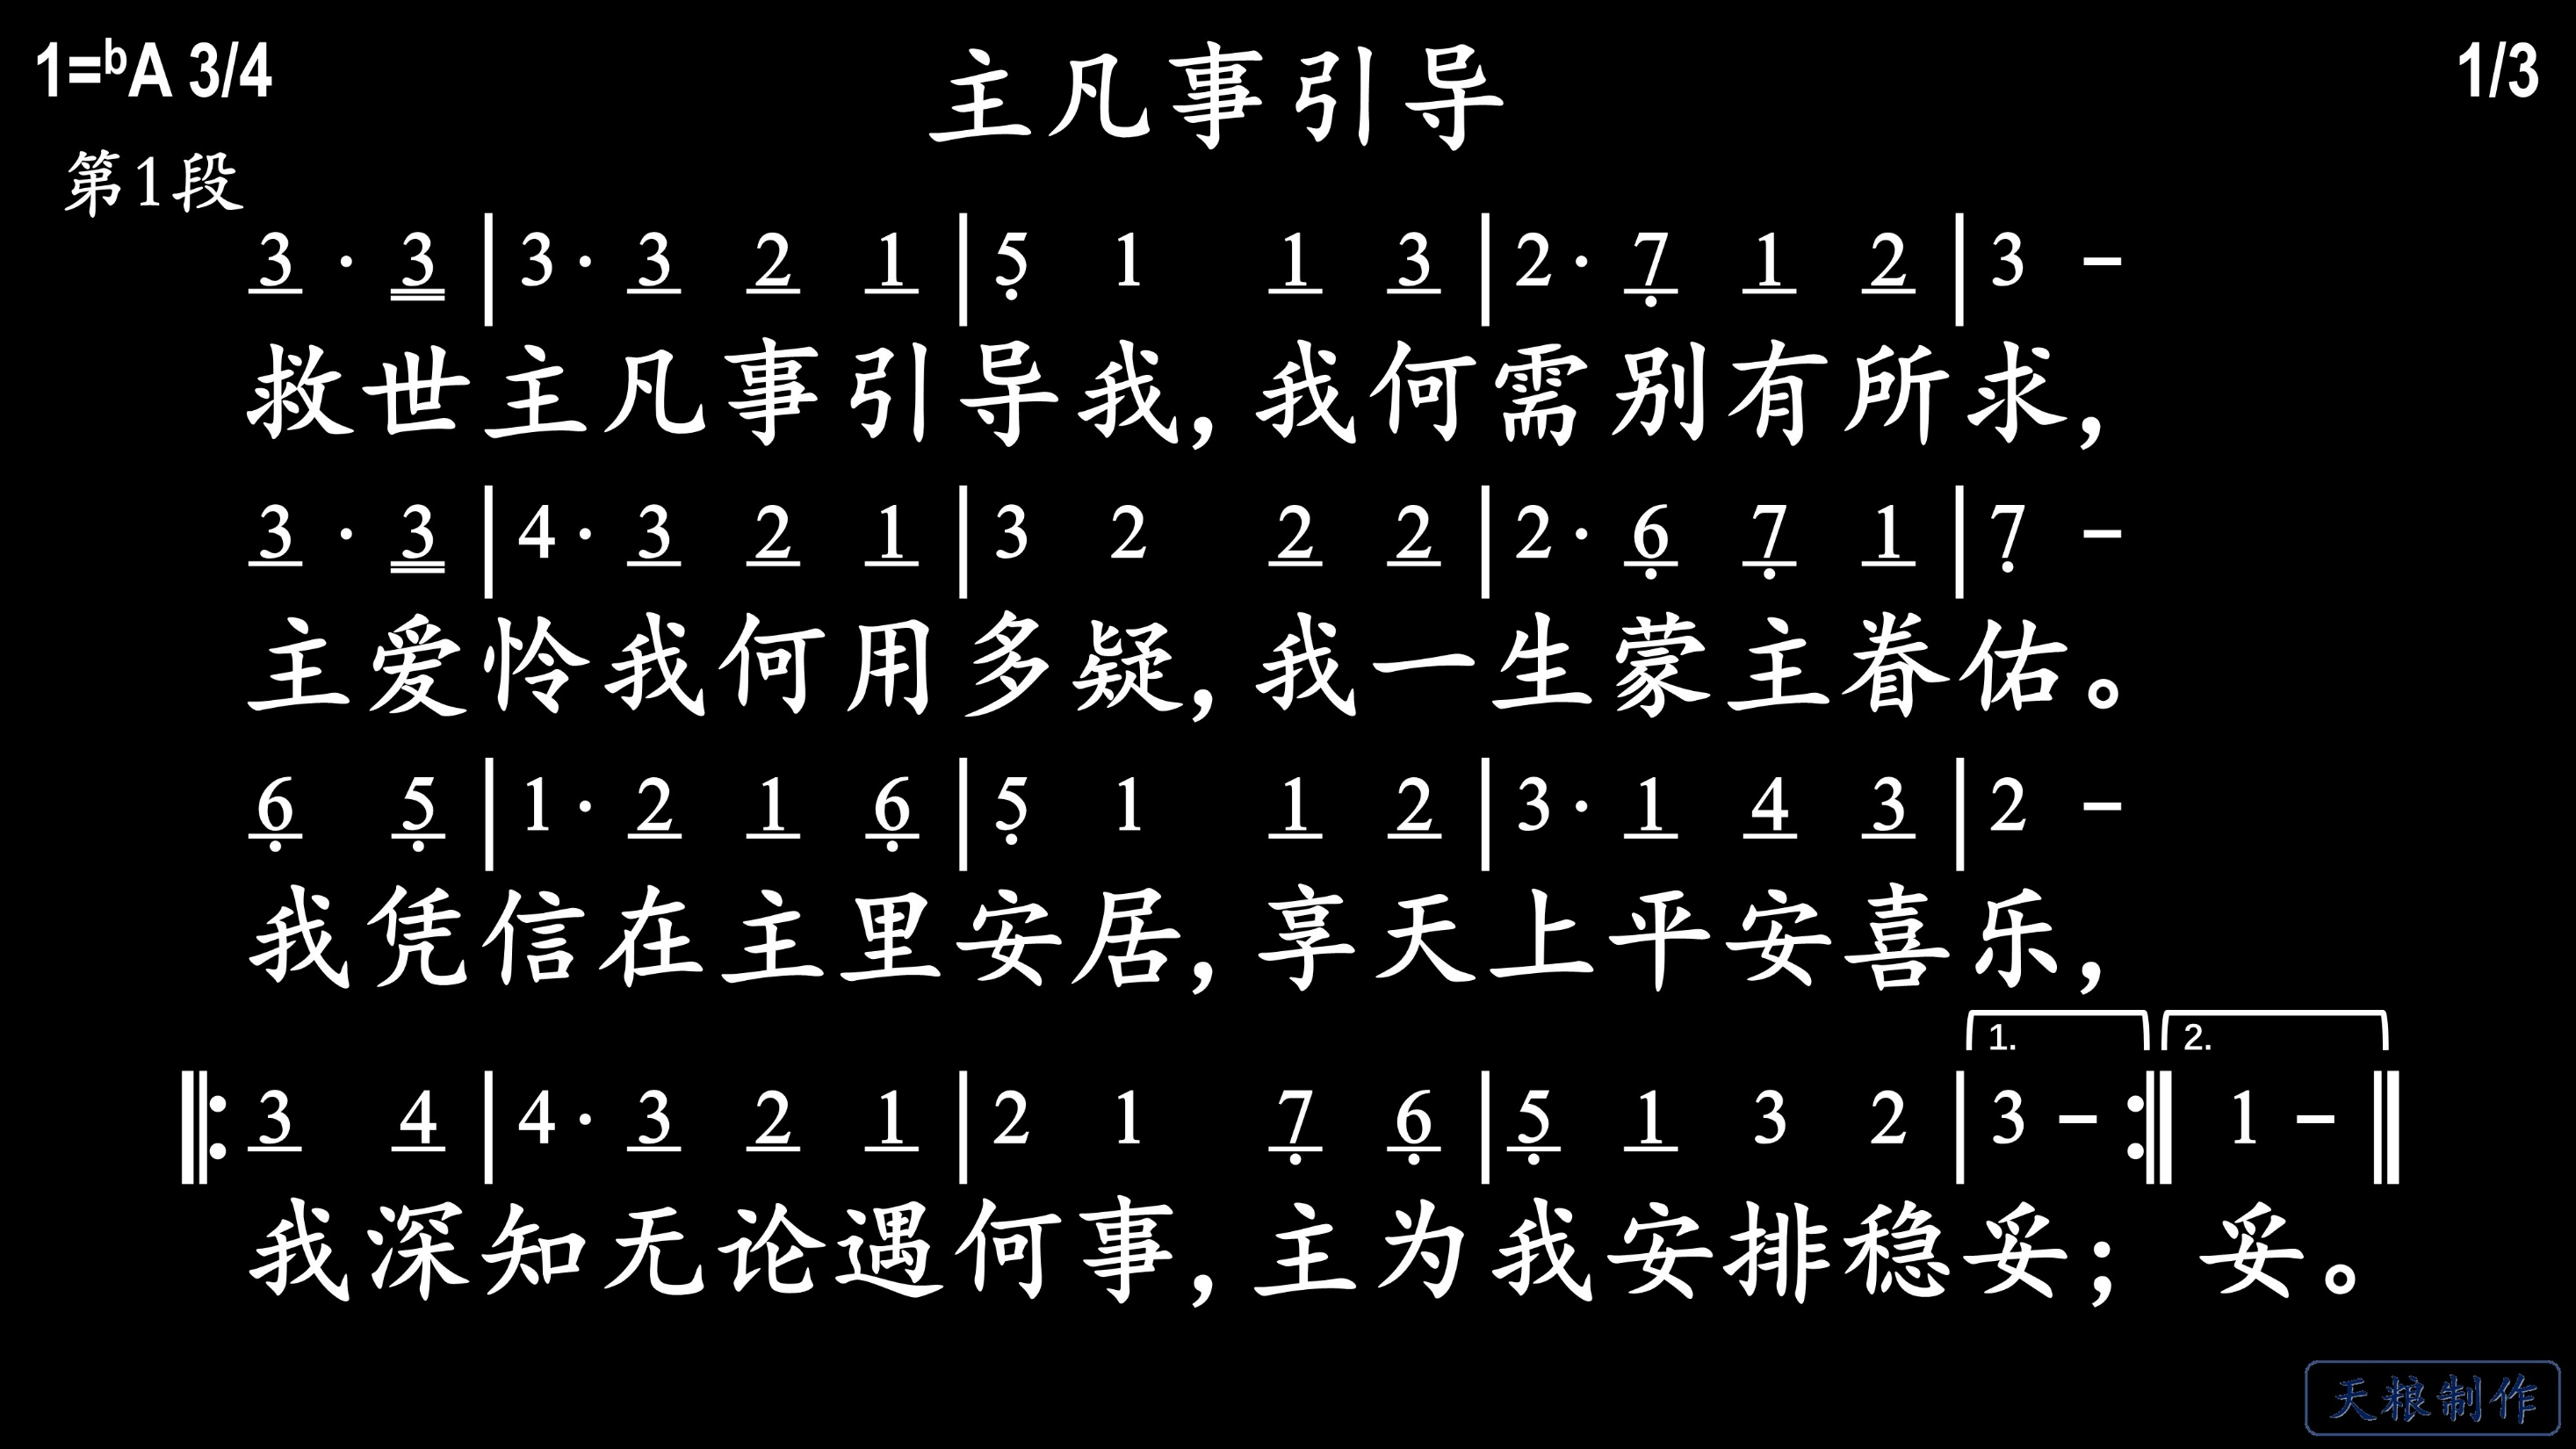 1=ᵇA 3/4 主凡事引导 1/3
第1段
3 · 3 | 3 · 3 2 1 | 5̣ 1 1 3 | 2 · 7̣ 1 2 | 3 –
救世主凡事引导我,我何需别有所求,
3 · 3 | 4 · 3 2 1 | 3 2 2 2 | 2 · 6̣ 7̣ 1 | 7̣ –
主爱怜我何用多疑,我一生蒙主眷佑。
6̣ 5̣ | 1 · 2 1 6̣ | 5̣ 1 1 2 | 3 · 1 4 3 | 2 –
我凭信在主里安居,享天上平安喜乐,
1. 2.
‖: 3 4 | 4 · 3 2 1 | 2 1 7̣ 6̣ | 5̣ 1 3 2 | 3 – :‖ 1 – ‖
我深知无论遇何事,主为我安排稳妥; 妥。
天粮制作